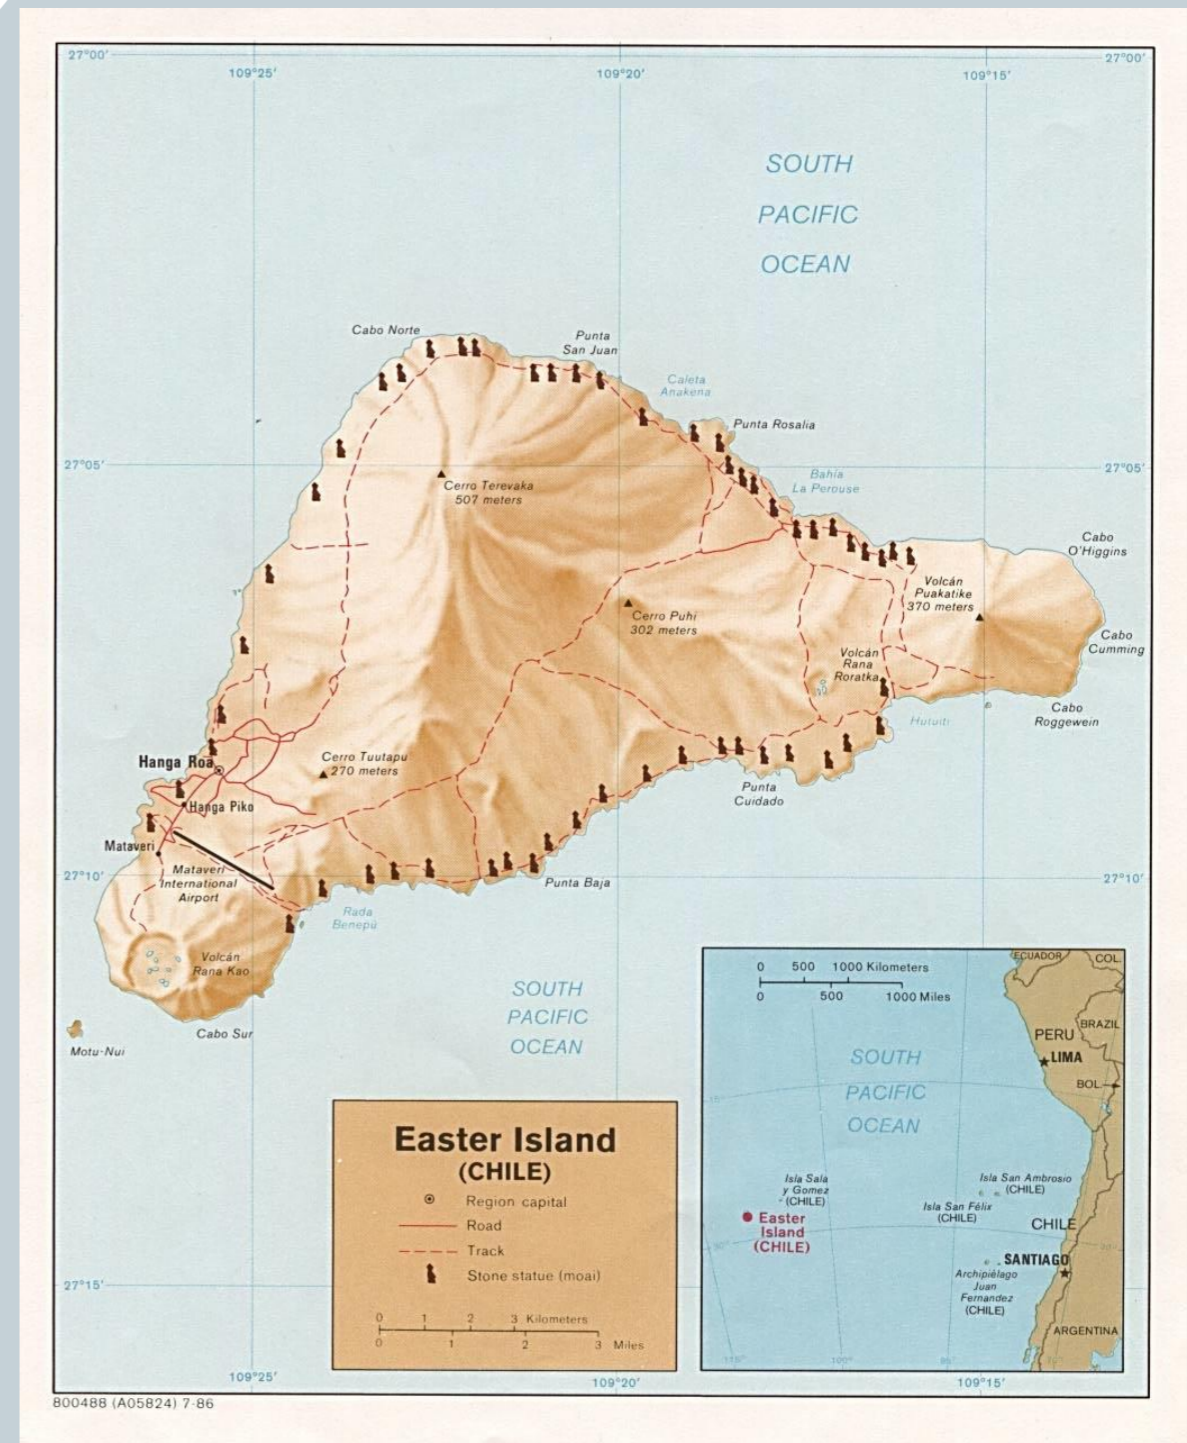 27°00'
109°25'
109°20'
109°15'
27°00'
SOUTH
PACIFIC
OCEAN
Cabo Norte
Punta
San Juan
Caleta
Anakena
Punta Rosalia
27°05'
27°05'
Cerro Terevaka
507 meters
Bahía
La Perouse
Cabo
O'Higgins
Volcán
Puakatike
370 meters
Cerro Puhi
302 meters
Cabo
Cumming
Volcán
Rana
Roratka
Hutuiti
Cabo
Roggewein
Hanga Roa
Cerro Tuutapu
270 meters
Punta
Cuidado
Hanga Piko
Mataveri
Mataveri
International
Airport
27°10'
Punta Baja
27°10'
Rada
Benepú
Volcán
Rana Kao
Cabo Sur
Motu-Nui
SOUTH
PACIFIC
OCEAN
0 500 1000 Kilometers
0 500 1000 Miles
ECUADOR
COL.
BRAZIL
PERU
LIMA
BOL.
SOUTH
PACIFIC
OCEAN
Isla Sala
y Gomez
(CHILE)
Isla San Ambrosio
(CHILE)
Isla San Félix
(CHILE)
Easter
Island
(CHILE)
CHILE
SANTIAGO
Archipiélago
Juan
Fernandez
(CHILE)
ARGENTINA
115°
100°
Easter Island
(CHILE)
Region capital
Road
Track
Stone statue (moai)
0 1 2 3 Kilometers
0 1 2 3 Miles
27°15'
109°25'
109°20'
109°15'
800488 (A05824) 7-86